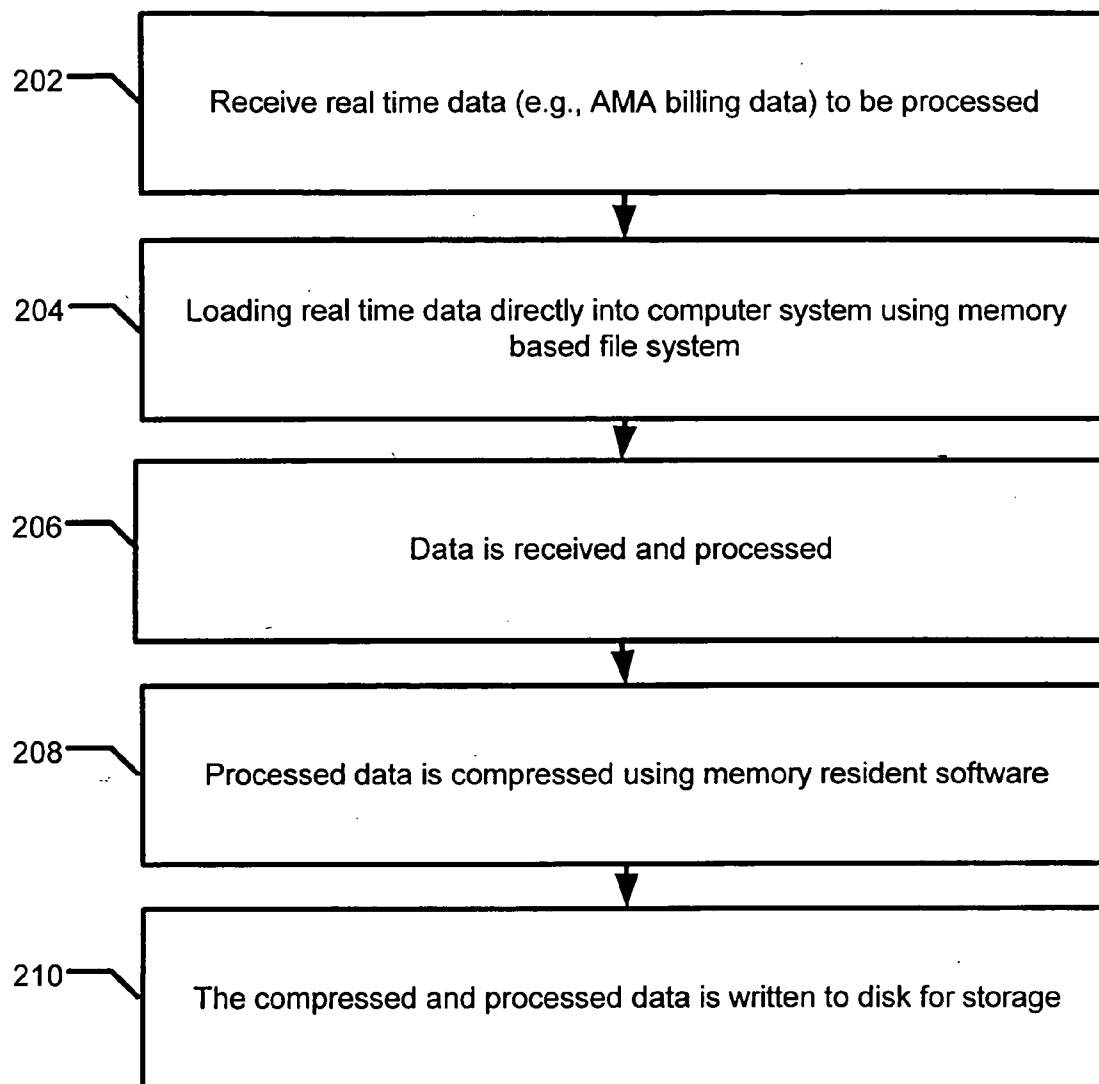 202
Receive real time data (e.g., AMA billing data) to be processed
204
Loading real time data directly into computer system using memory
based file system
206
Data is received and processed
208
Processed data is compressed using memory resident software
210
The compressed and processed data is written to disk for storage